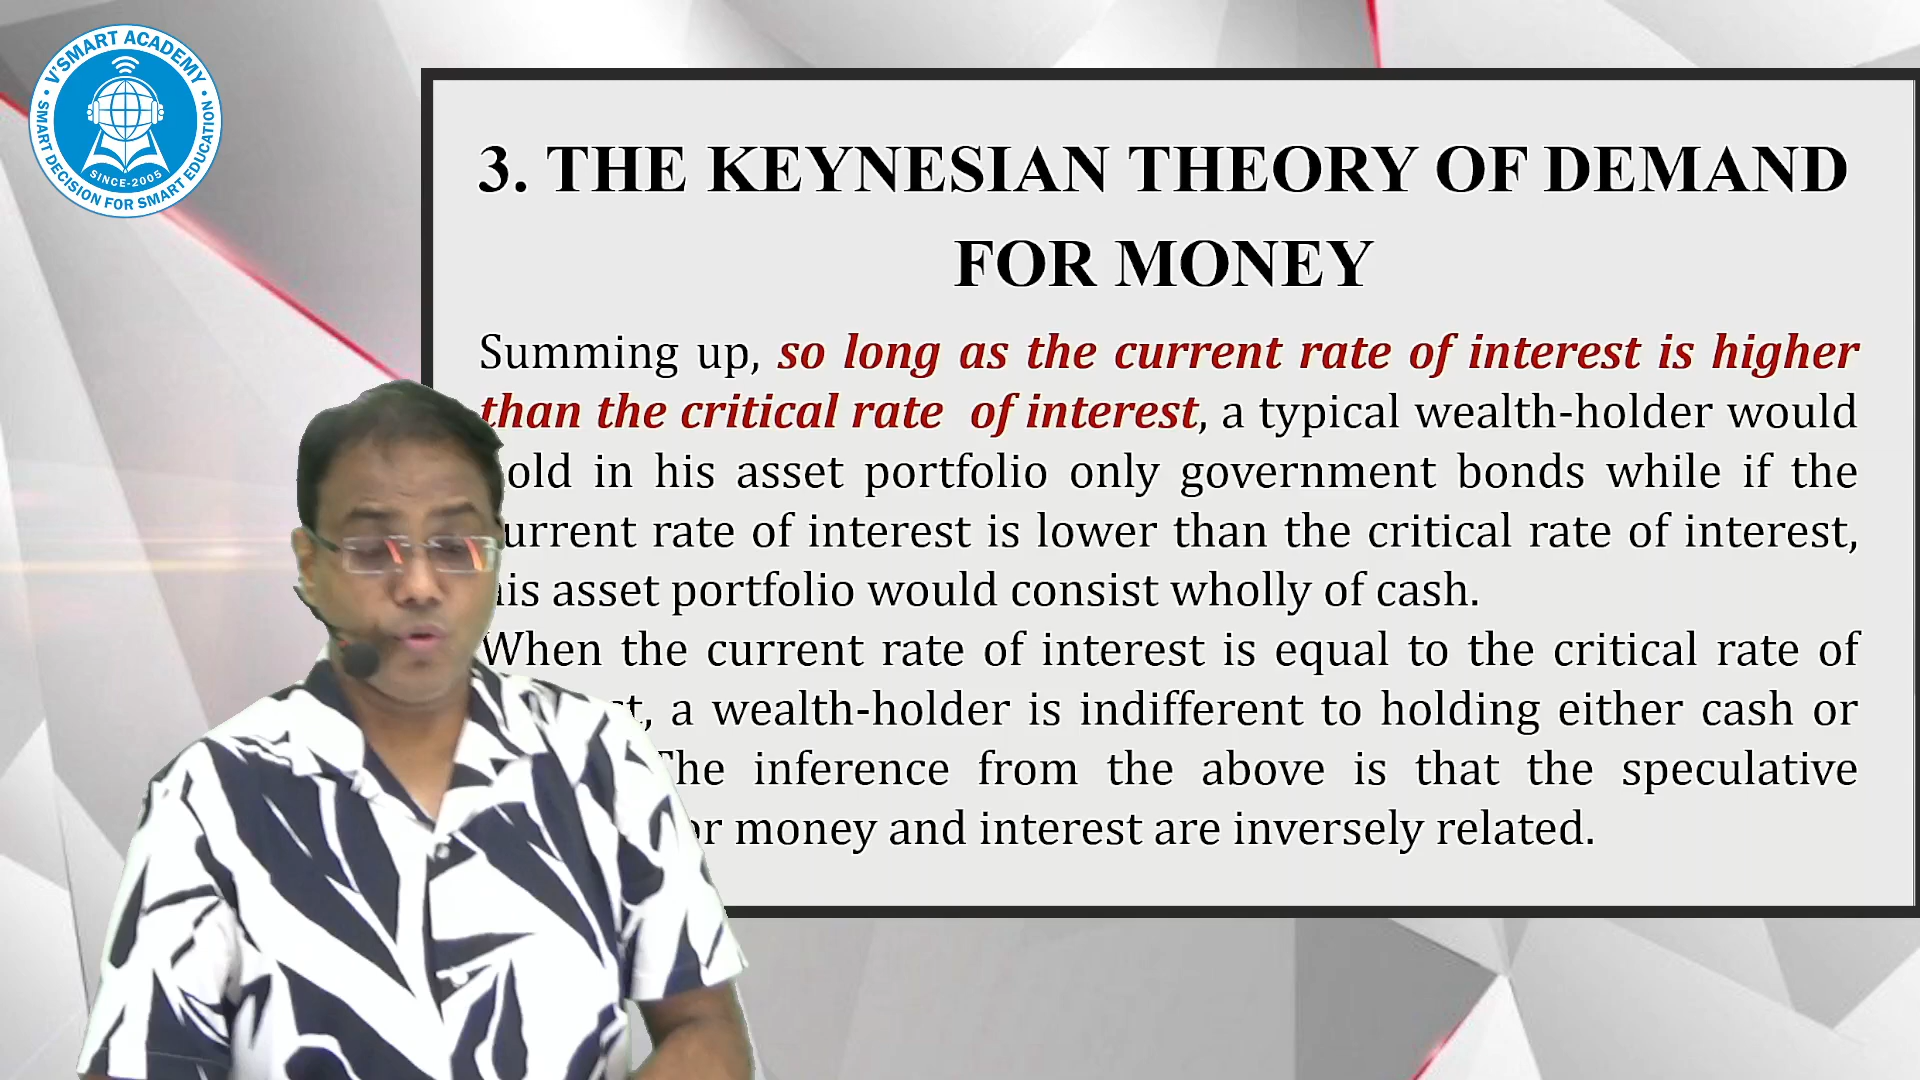 V'SMART ACADEMY
SMART DECISION FOR SMART EDUCATION
SINCE-2005
3. THE KEYNESIAN THEORY OF DEMAND
FOR MONEY
Summing up, so long as the current rate of interest is higher
than the critical rate of interest, a typical wealth-holder would
in his asset portfolio only government bonds while if the
rate of interest is lower than the critical rate of interest,
asset portfolio would consist wholly of cash.
When the current rate of interest is equal to the critical rate of
a wealth-holder is indifferent to holding either cash or
The inference from the above is that the speculative
money and interest are inversely related.